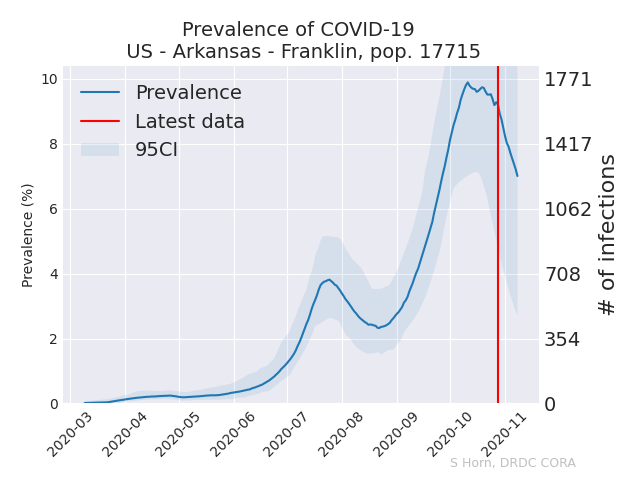 Prevalence of COVID-19
US - Arkansas - Franklin, pop. 17715
Prevalence
Latest data
95CI
Prevalence (%)
10
8
6
4
2
0
1771
1417
1062
708
354
0
# of infections
2020-03
2020-04
2020-05
2020-06
2020-07
2020-08
2020-09
2020-10
2020-11
S Horn, DRDC CORA